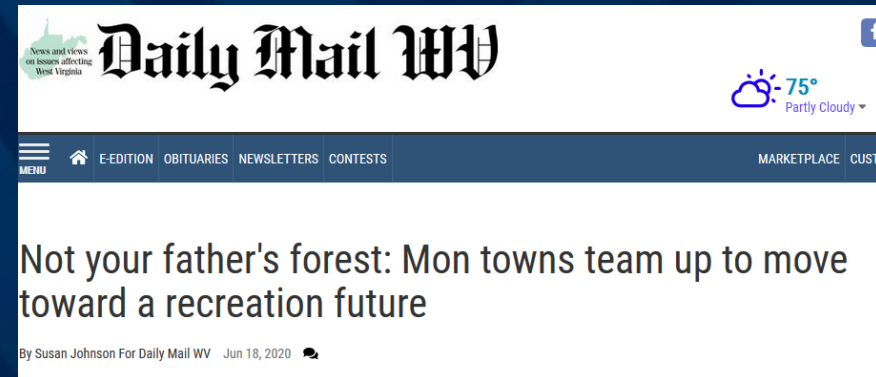 News and views
on issues affecting
West Virginia
Daily Mail WV
f
75°
Partly Cloudy
MENU
E-EDITION OBITUARIES NEWSLETTERS CONTESTS
MARKETPLACE CUST
Not your father's forest: Mon towns team up to move
toward a recreation future
By Susan Johnson For Daily Mail WV Jun 18, 2020